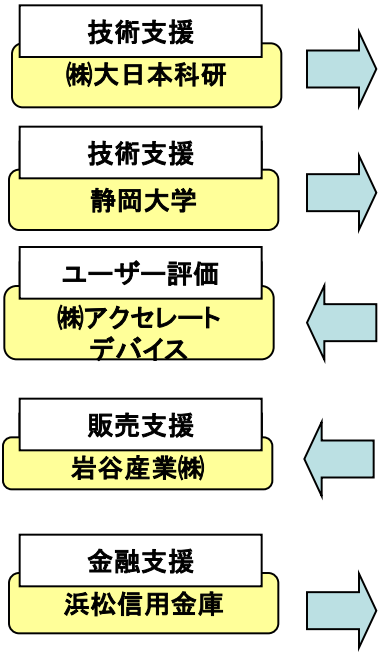 技術支援
㈱大日本科研
技術支援
静岡大学
ユーザー評価
㈱アクセレート
デバイス
販売支援
岩谷産業㈱
金融支援
浜松信用金庫